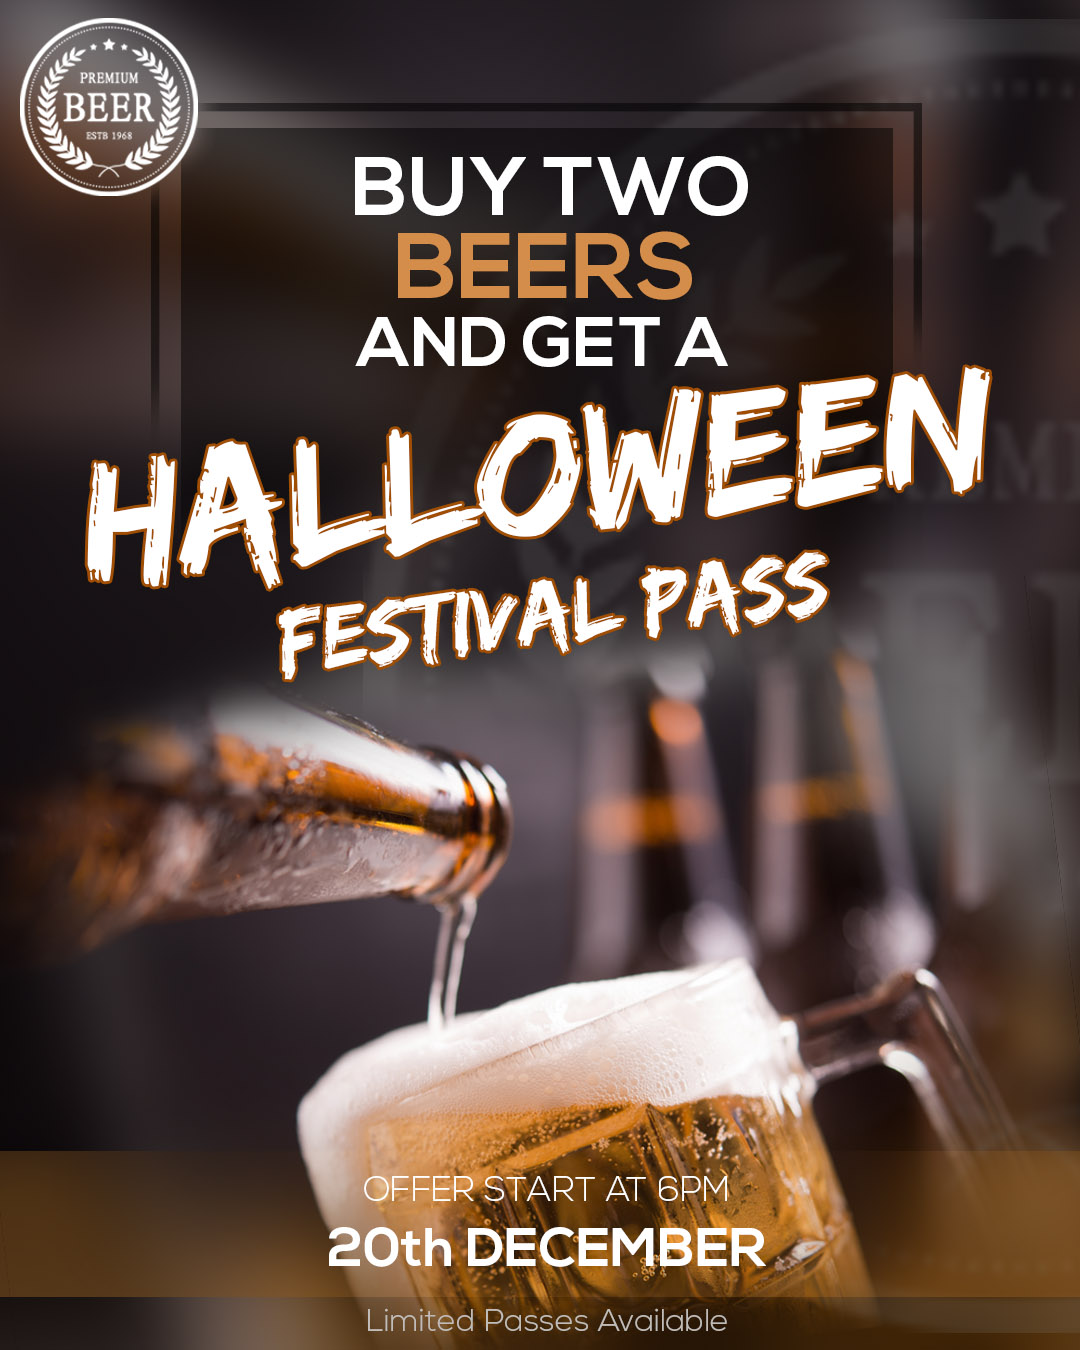 PREMIUM
BEER
ESTB 1968
BUY TWO
BEERS
AND GET A
HALLOWEEN
FESTIVAL PASS
OFFER START AT 6PM
20th DECEMBER
Limited Passes Available